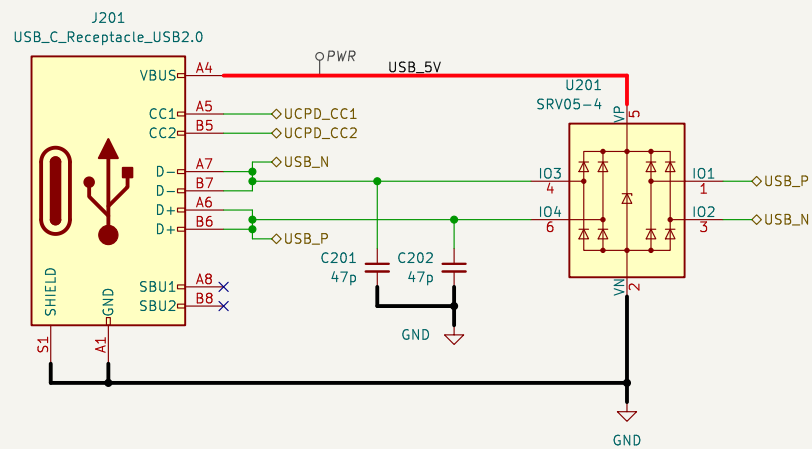 J201
USB_C_Receptacle_USB2.0
VBUS
A4
PWR
USB_5V
U201
SRV05-4
VP
5
CC1
A5
UCPD_CC1
CC2
B5
UCPD_CC2
D-
A7
USB_N
D-
B7
IO3
4
IO1
1
USB_P
D+
A6
D+
B6
USB_P
IO4
6
IO2
3
USB_N
C201
47p
C202
47p
SBU1
A8
SBU2
B8
SHIELD
GND
S1
A1
GND
VN
2
GND